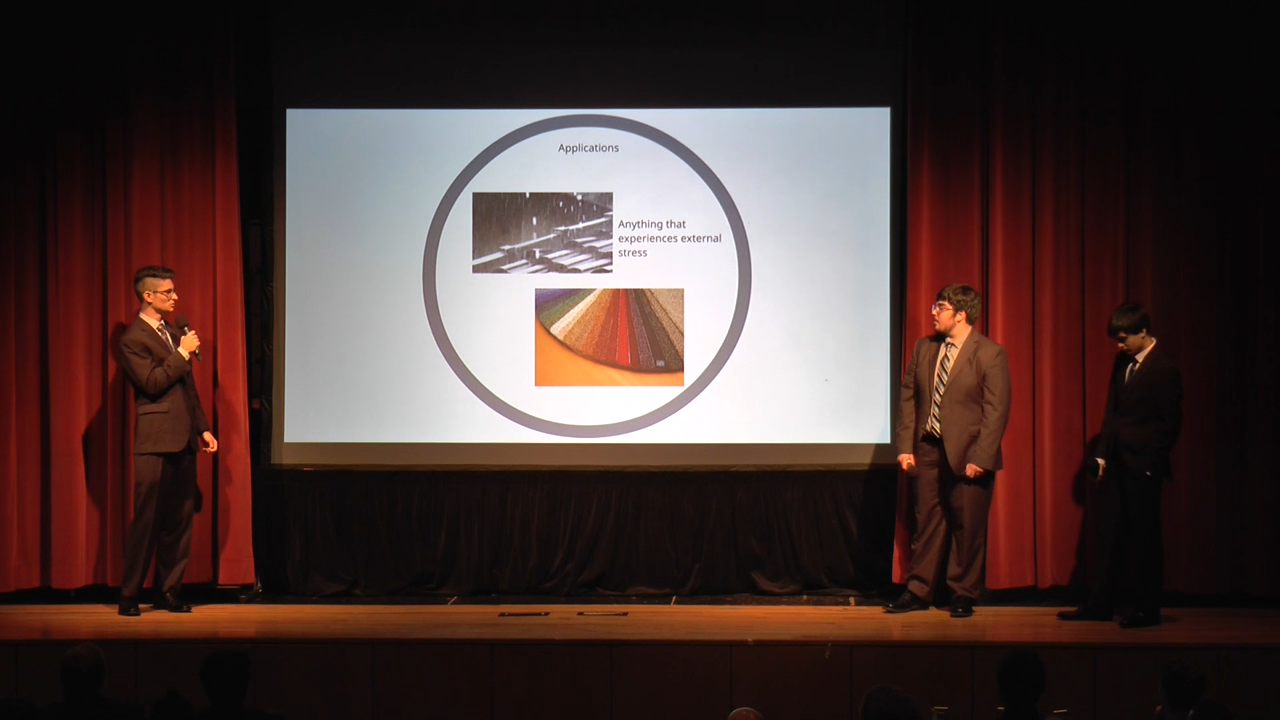 Applications
Anything that
experiences external
stress